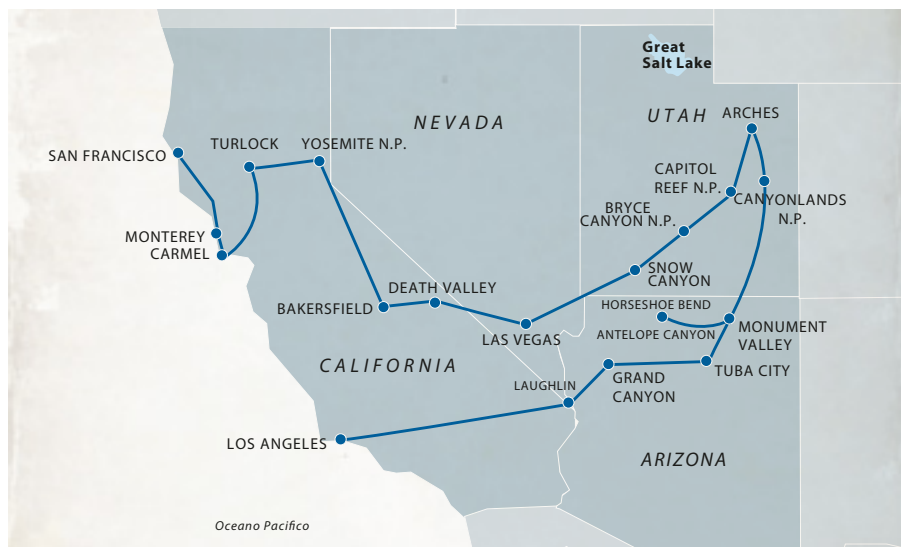 Great
Salt Lake
NEVADA
UTAH
ARCHES
SAN FRANCISCO
TURLOCK
YOSEMITE N.P.
CAPITOL
REEF N.P.
CANYONLANDS
N.P.
BRYCE
CANYON N.P.
MONTEREY
CARMEL
SNOW
CANYON
DEATH VALLEY
BAKERSFIELD
HORSESHOE BEND
ANTELOPE CANYON
MONUMENT
VALLEY
LAS VEGAS
CALIFORNIA
TUBA CITY
GRAND
CANYON
LAUGHLIN
LOS ANGELES
ARIZONA
Oceano Pacifico